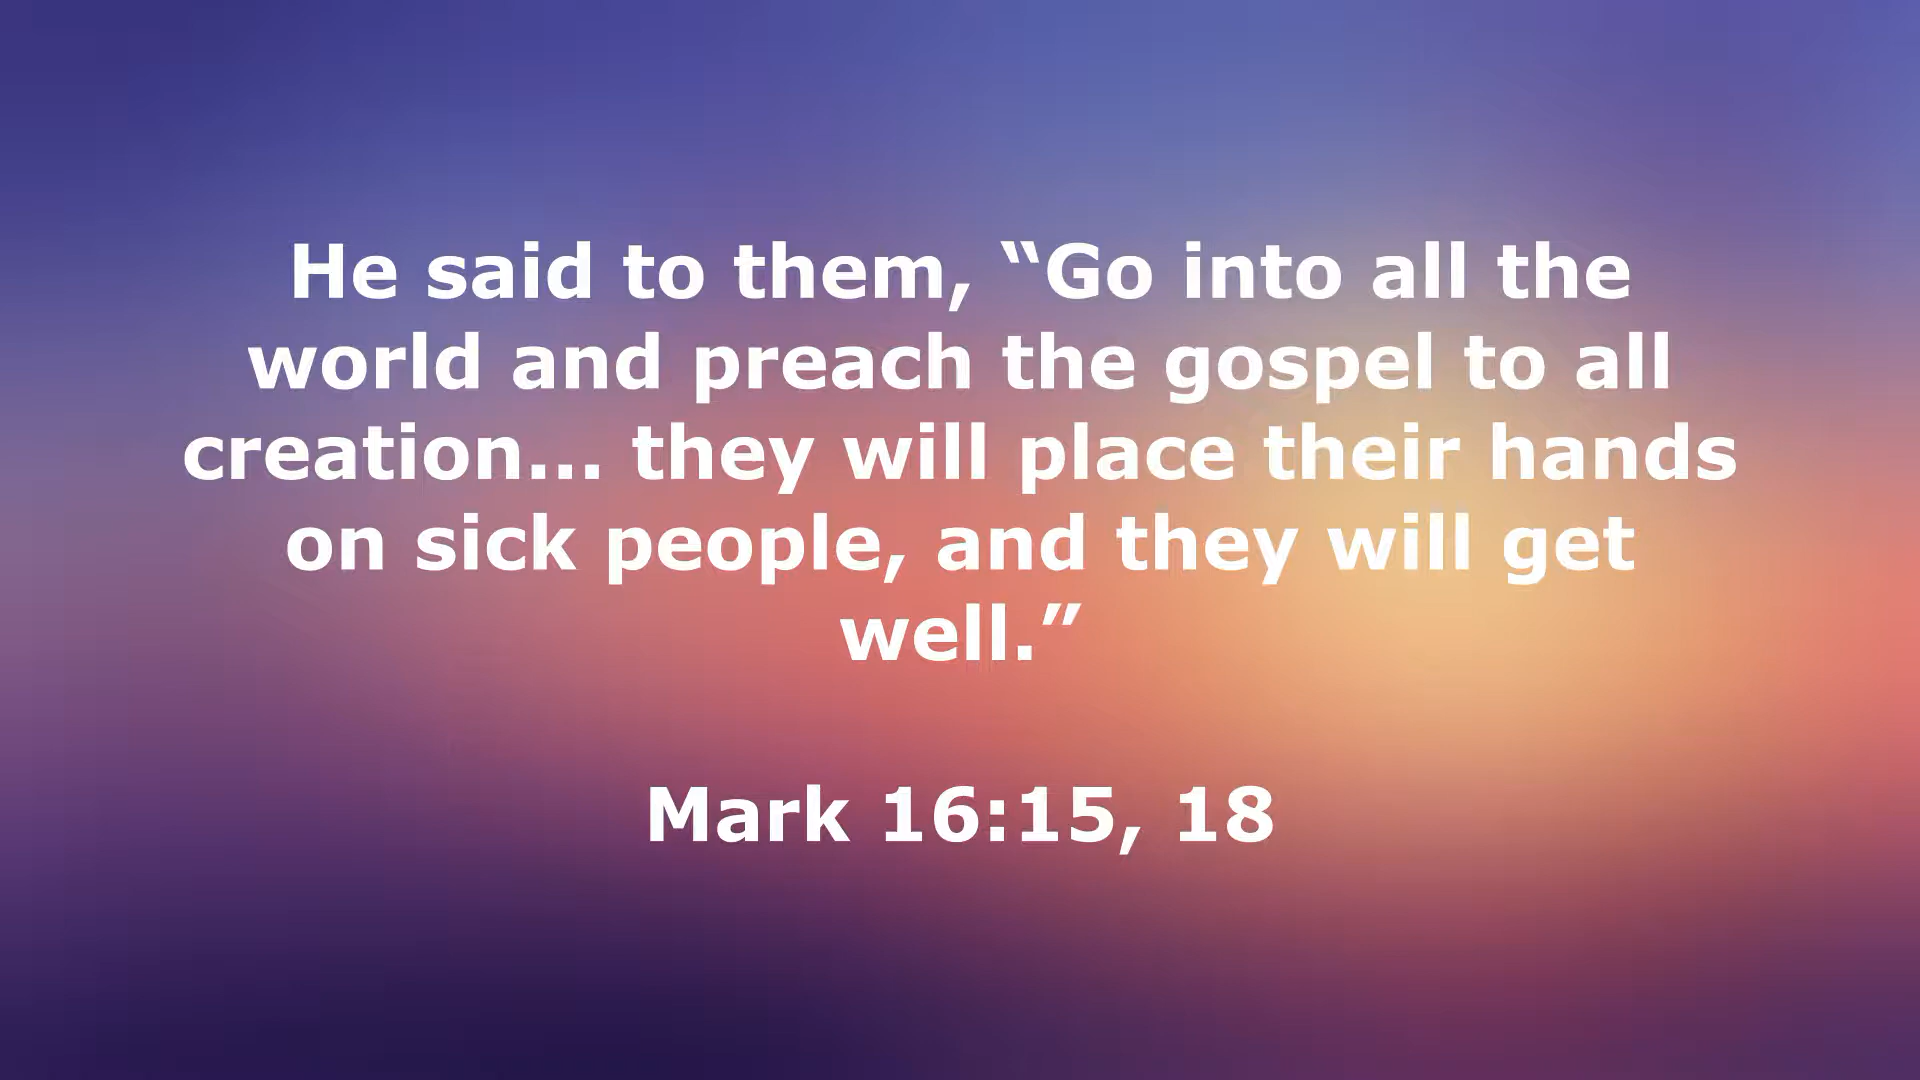 He said to them, “Go into all the
world and preach the gospel to all
creation... they will place their hands
on sick people, and they will get
well.”
Mark 16:15, 18